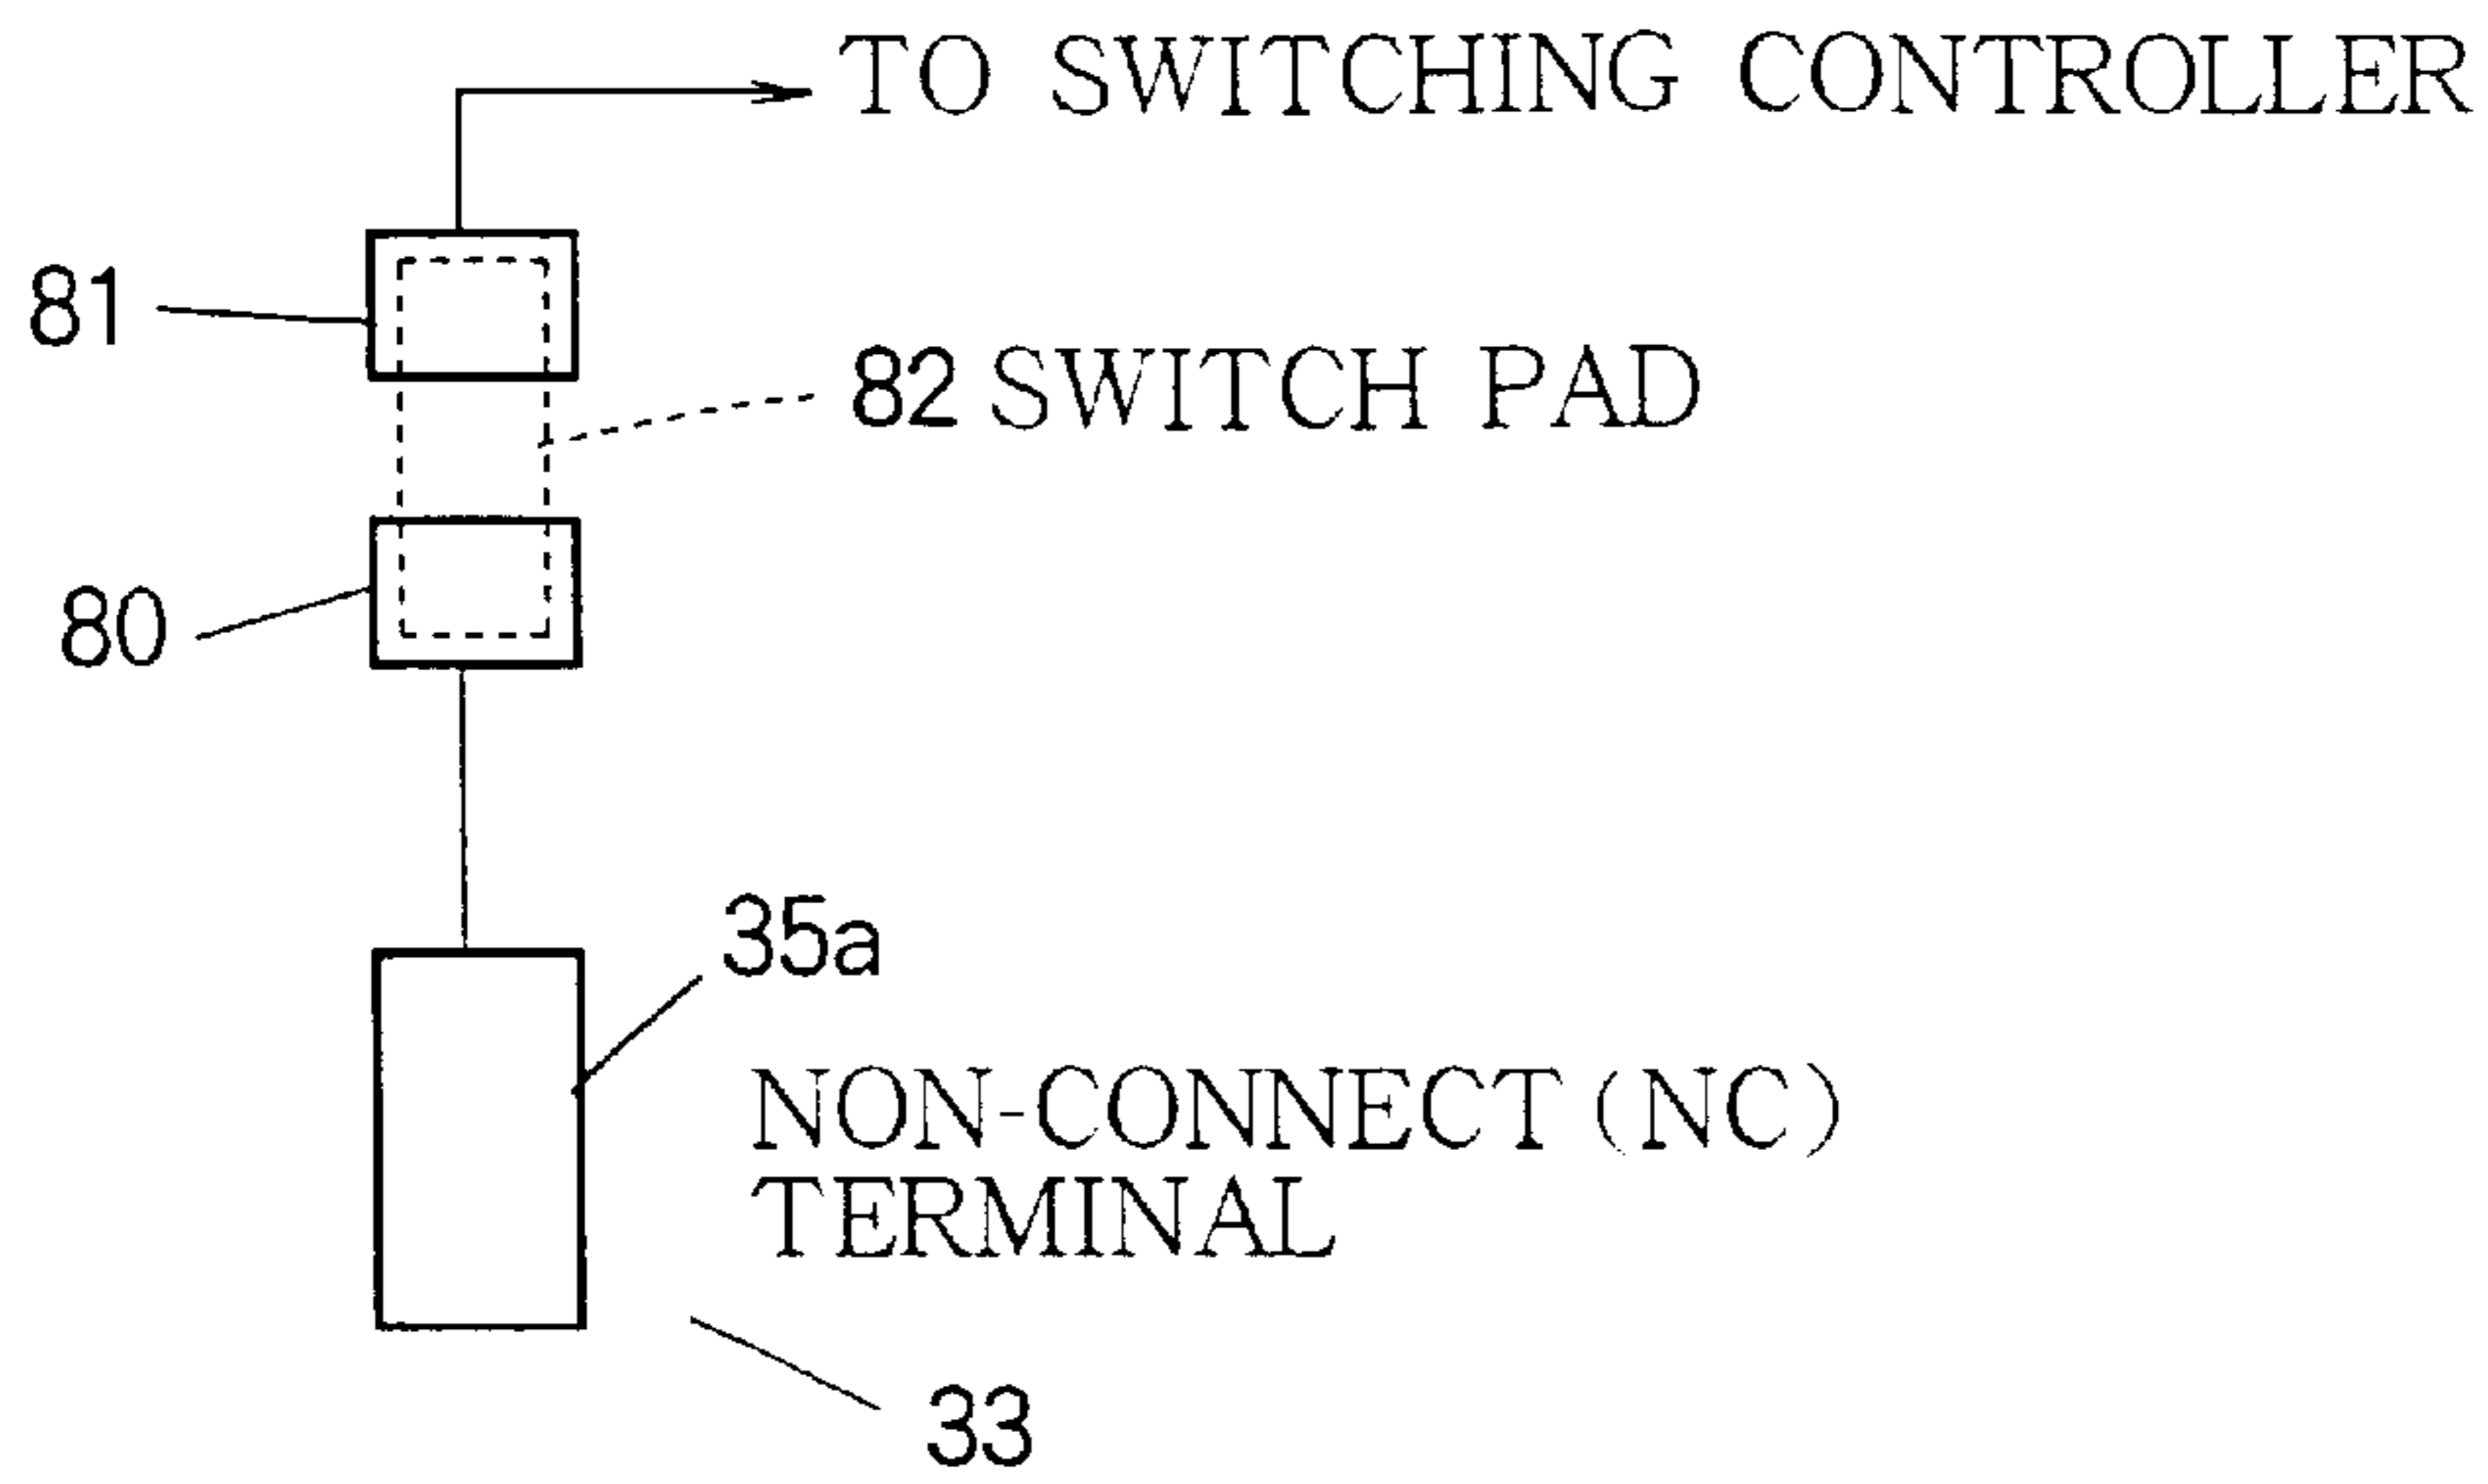 TO SWITCHING CONTROLLER
81
82 SWITCH PAD
80
35a
NON-CONNECT (NC)
TERMINAL
33